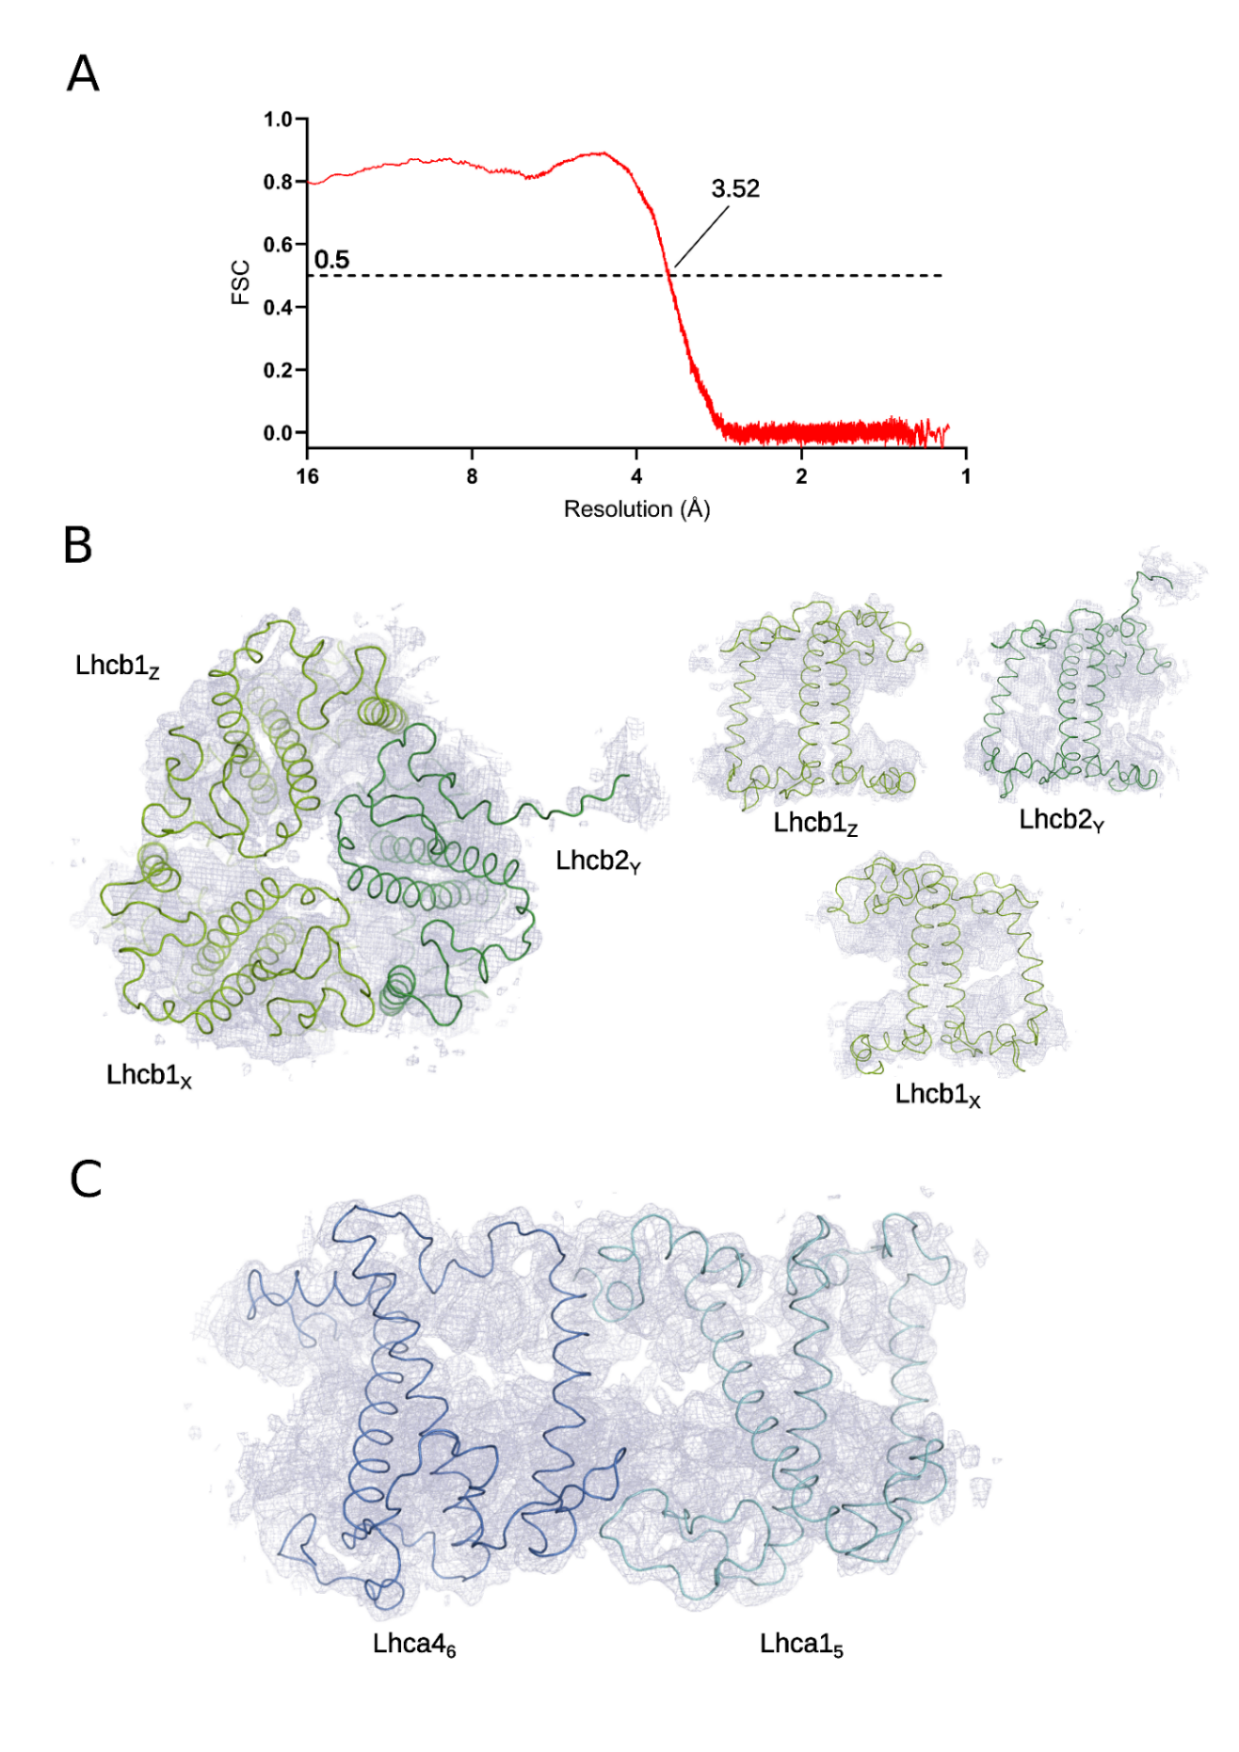 A
1.0
0.8
0.6
0.4
0.2
0.0
FSC
0.5
3.52
16 8 4 2 1
Resolution (Å)
B
Lhcb1Z
Lhcb2Y
Lhcb1X
Lhcb1Z
Lhcb2Y
Lhcb1X
C
Lhca46 Lhca15